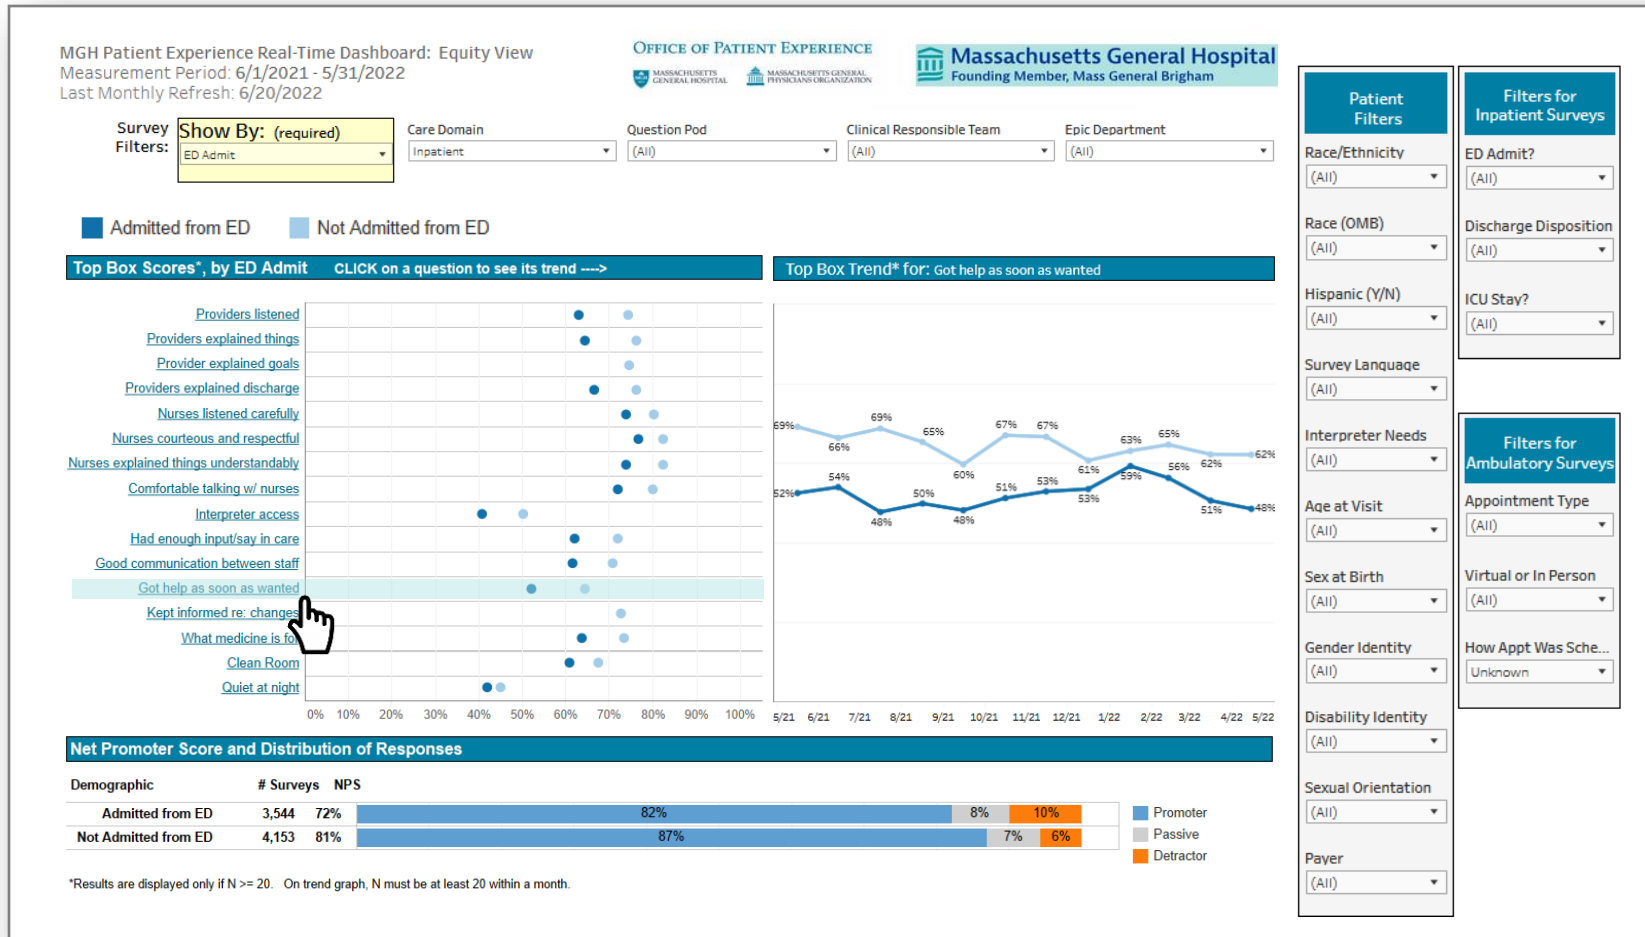 MGH Patient Experience Real-Time Dashboard: Equity View
Measurement Period: 6/1/2021 - 5/31/2022
Last Monthly Refresh: 6/20/2022
OFFICE OF PATIENT EXPERIENCE
MASSACHUSETTS
GENERAL HOSPITAL
MASSACHUSETTS GENERAL
PHYSICIANS ORGANIZATION
Massachusetts General Hospital
Founding Member, Mass General Brigham
Survey
Filters:
Show By: (required)
ED Admit
Care Domain
Inpatient
Question Pod
(All)
Clinical Responsible Team
(All)
Epic Department
(All)
Admitted from ED
Not Admitted from ED
Top Box Scores*, by ED Admit CLICK on a question to see its trend ---->
Providers listened
Providers explained things
Provider explained goals
Providers explained discharge
Nurses listened carefully
Nurses courteous and respectful
Nurses explained things understandably
Comfortable talking w/ nurses
Interpreter access
Had enough input/say in care
Good communication between staff
Got help as soon as wanted
Kept informed re: changes
What medicine is for
Clean Room
Quiet at night
0% 10% 20% 30% 40% 50% 60% 70% 80% 90% 100%
Top Box Trend* for: Got help as soon as wanted
69% 66% 69% 65% 60% 67% 67% 61% 63% 65% 62% 62%
52% 54% 48% 50% 48% 51% 53% 53% 59% 56% 51% 48%
5/21 6/21 7/21 8/21 9/21 10/21 11/21 12/21 1/22 2/22 3/22 4/22 5/22
Net Promoter Score and Distribution of Responses
Demographic # Surveys NPS
Admitted from ED 3,544 72% 82% 8% 10%
Not Admitted from ED 4,153 81% 87% 7% 6%
Promoter
Passive
Detractor
*Results are displayed only if N >= 20. On trend graph, N must be at least 20 within a month.
Patient
Filters
Race/Ethnicity
(All)
Race (OMB)
(All)
Hispanic (Y/N)
(All)
Survey Language
(All)
Interpreter Needs
(All)
Age at Visit
(All)
Sex at Birth
(All)
Gender Identity
(All)
Disability Identity
(All)
Sexual Orientation
(All)
Payer
(All)
Filters for
Inpatient Surveys
ED Admit?
(All)
Discharge Disposition
(All)
ICU Stay?
(All)
Filters for
Ambulatory Surveys
Appointment Type
(All)
Virtual or In Person
(All)
How Appt Was Sche...
Unknown